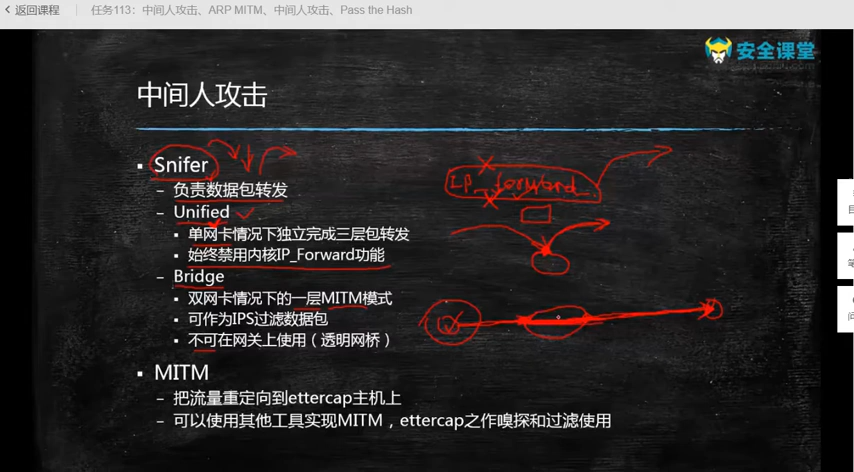 返回课程
任务113：中间人攻击、ARP MITM、中间人攻击、Pass the Hash
安全课堂
中间人攻击
Snifer
IP_forward
– 负责数据包转发
– Unified
单网卡情况下独立完成三层包转发
始终禁用内核IP_Forward功能
– Bridge
双网卡情况下的一层MITM模式
可作为IPS过滤数据包
不可在网关上使用（透明网桥）
MITM
– 把流量重定向到ettercap主机上
– 可以使用其他工具实现MITM，ettercap之作嗅探和过滤使用
目
笔
问